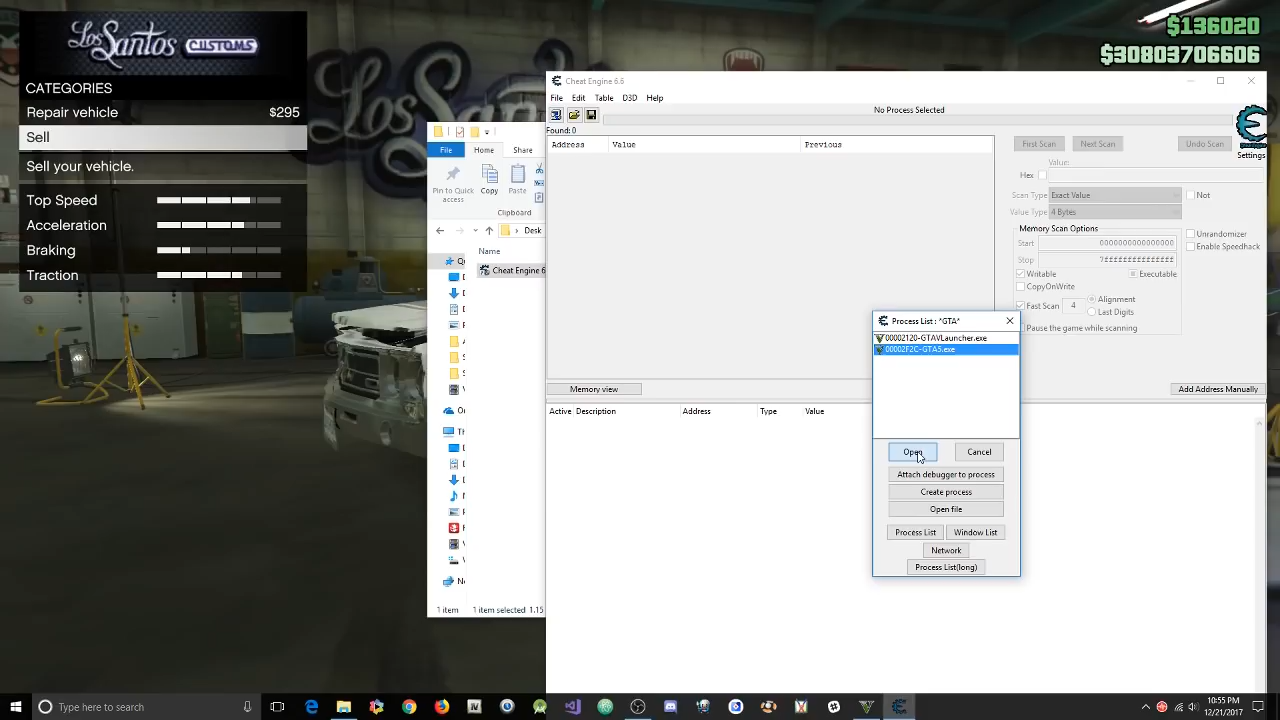 Los Santos CUSTOMS
CATEGORIES
Repair vehicle $295
Sell
Sell your vehicle.
Top Speed
Acceleration
Braking
Traction
$136020
$30803706606
File Home Share
Pin to Quick access
Copy
Paste
Clipboard
Desk
Name
Cheat Engine 6.6
1 item 1 item selected 1.15
Cheat Engine 6.6
File Edit Table D3D Help
No Process Selected
Found: 0
Address Value Previous
First Scan Next Scan Undo Scan
Settings
Value:
Hex
Scan Type Exact Value Not
Value Type 4 Bytes
Memory Scan Options
Start 0000000000000
Unrandomizer
Enable Speedhack
Writable Executable
CopyOnWrite
Fast Scan 4 Alignment
Last Digits
Pause the game while scanning
Memory view
Add Address Manually
Active Description Address Type Value
Process List : *GTA*
00002120-GTAVLauncher.exe
00002F2C-GTA5.exe
Open Cancel
Attach debugger to process
Create process
Open file
Process List Window List
Network
Process List(long)
Type here to search
10:55 PM
12/21/2017